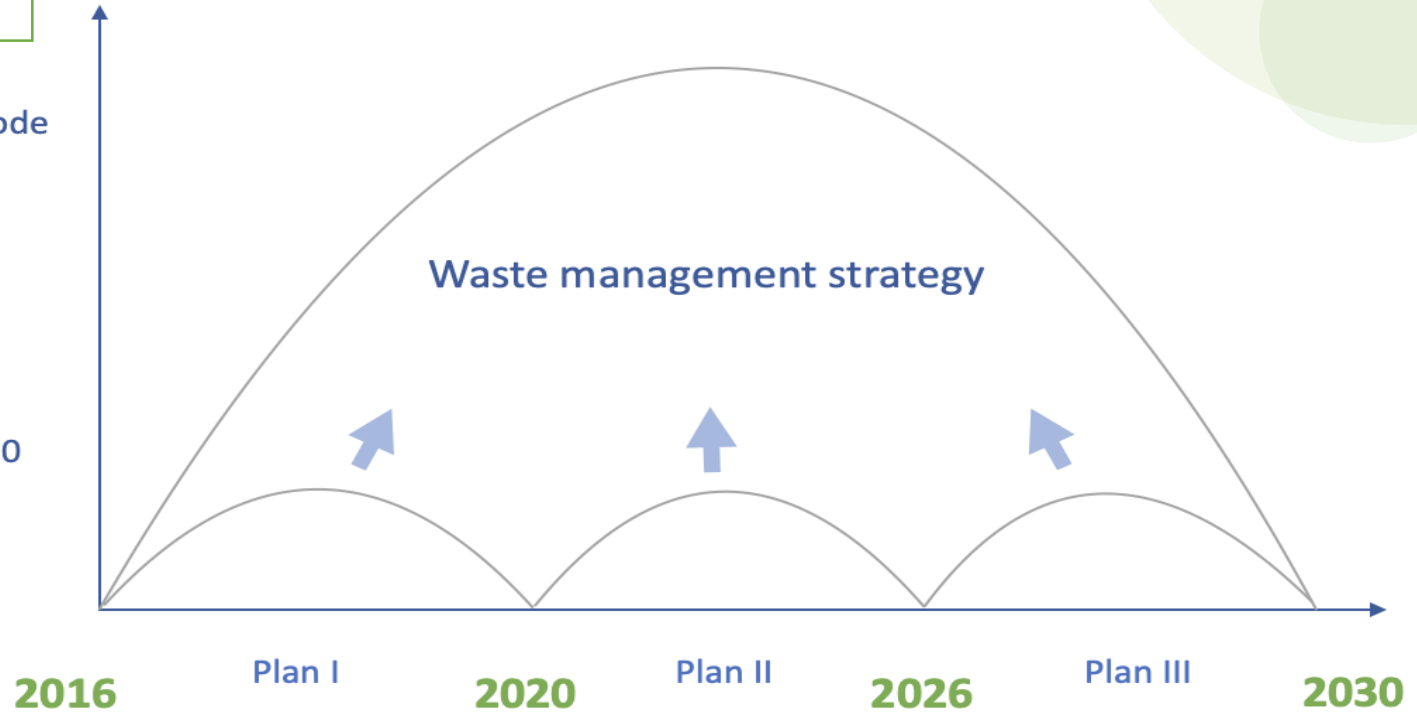 ode
Waste management strategy
0
Plan I
Plan II
Plan III
2016
2020
2026
2030